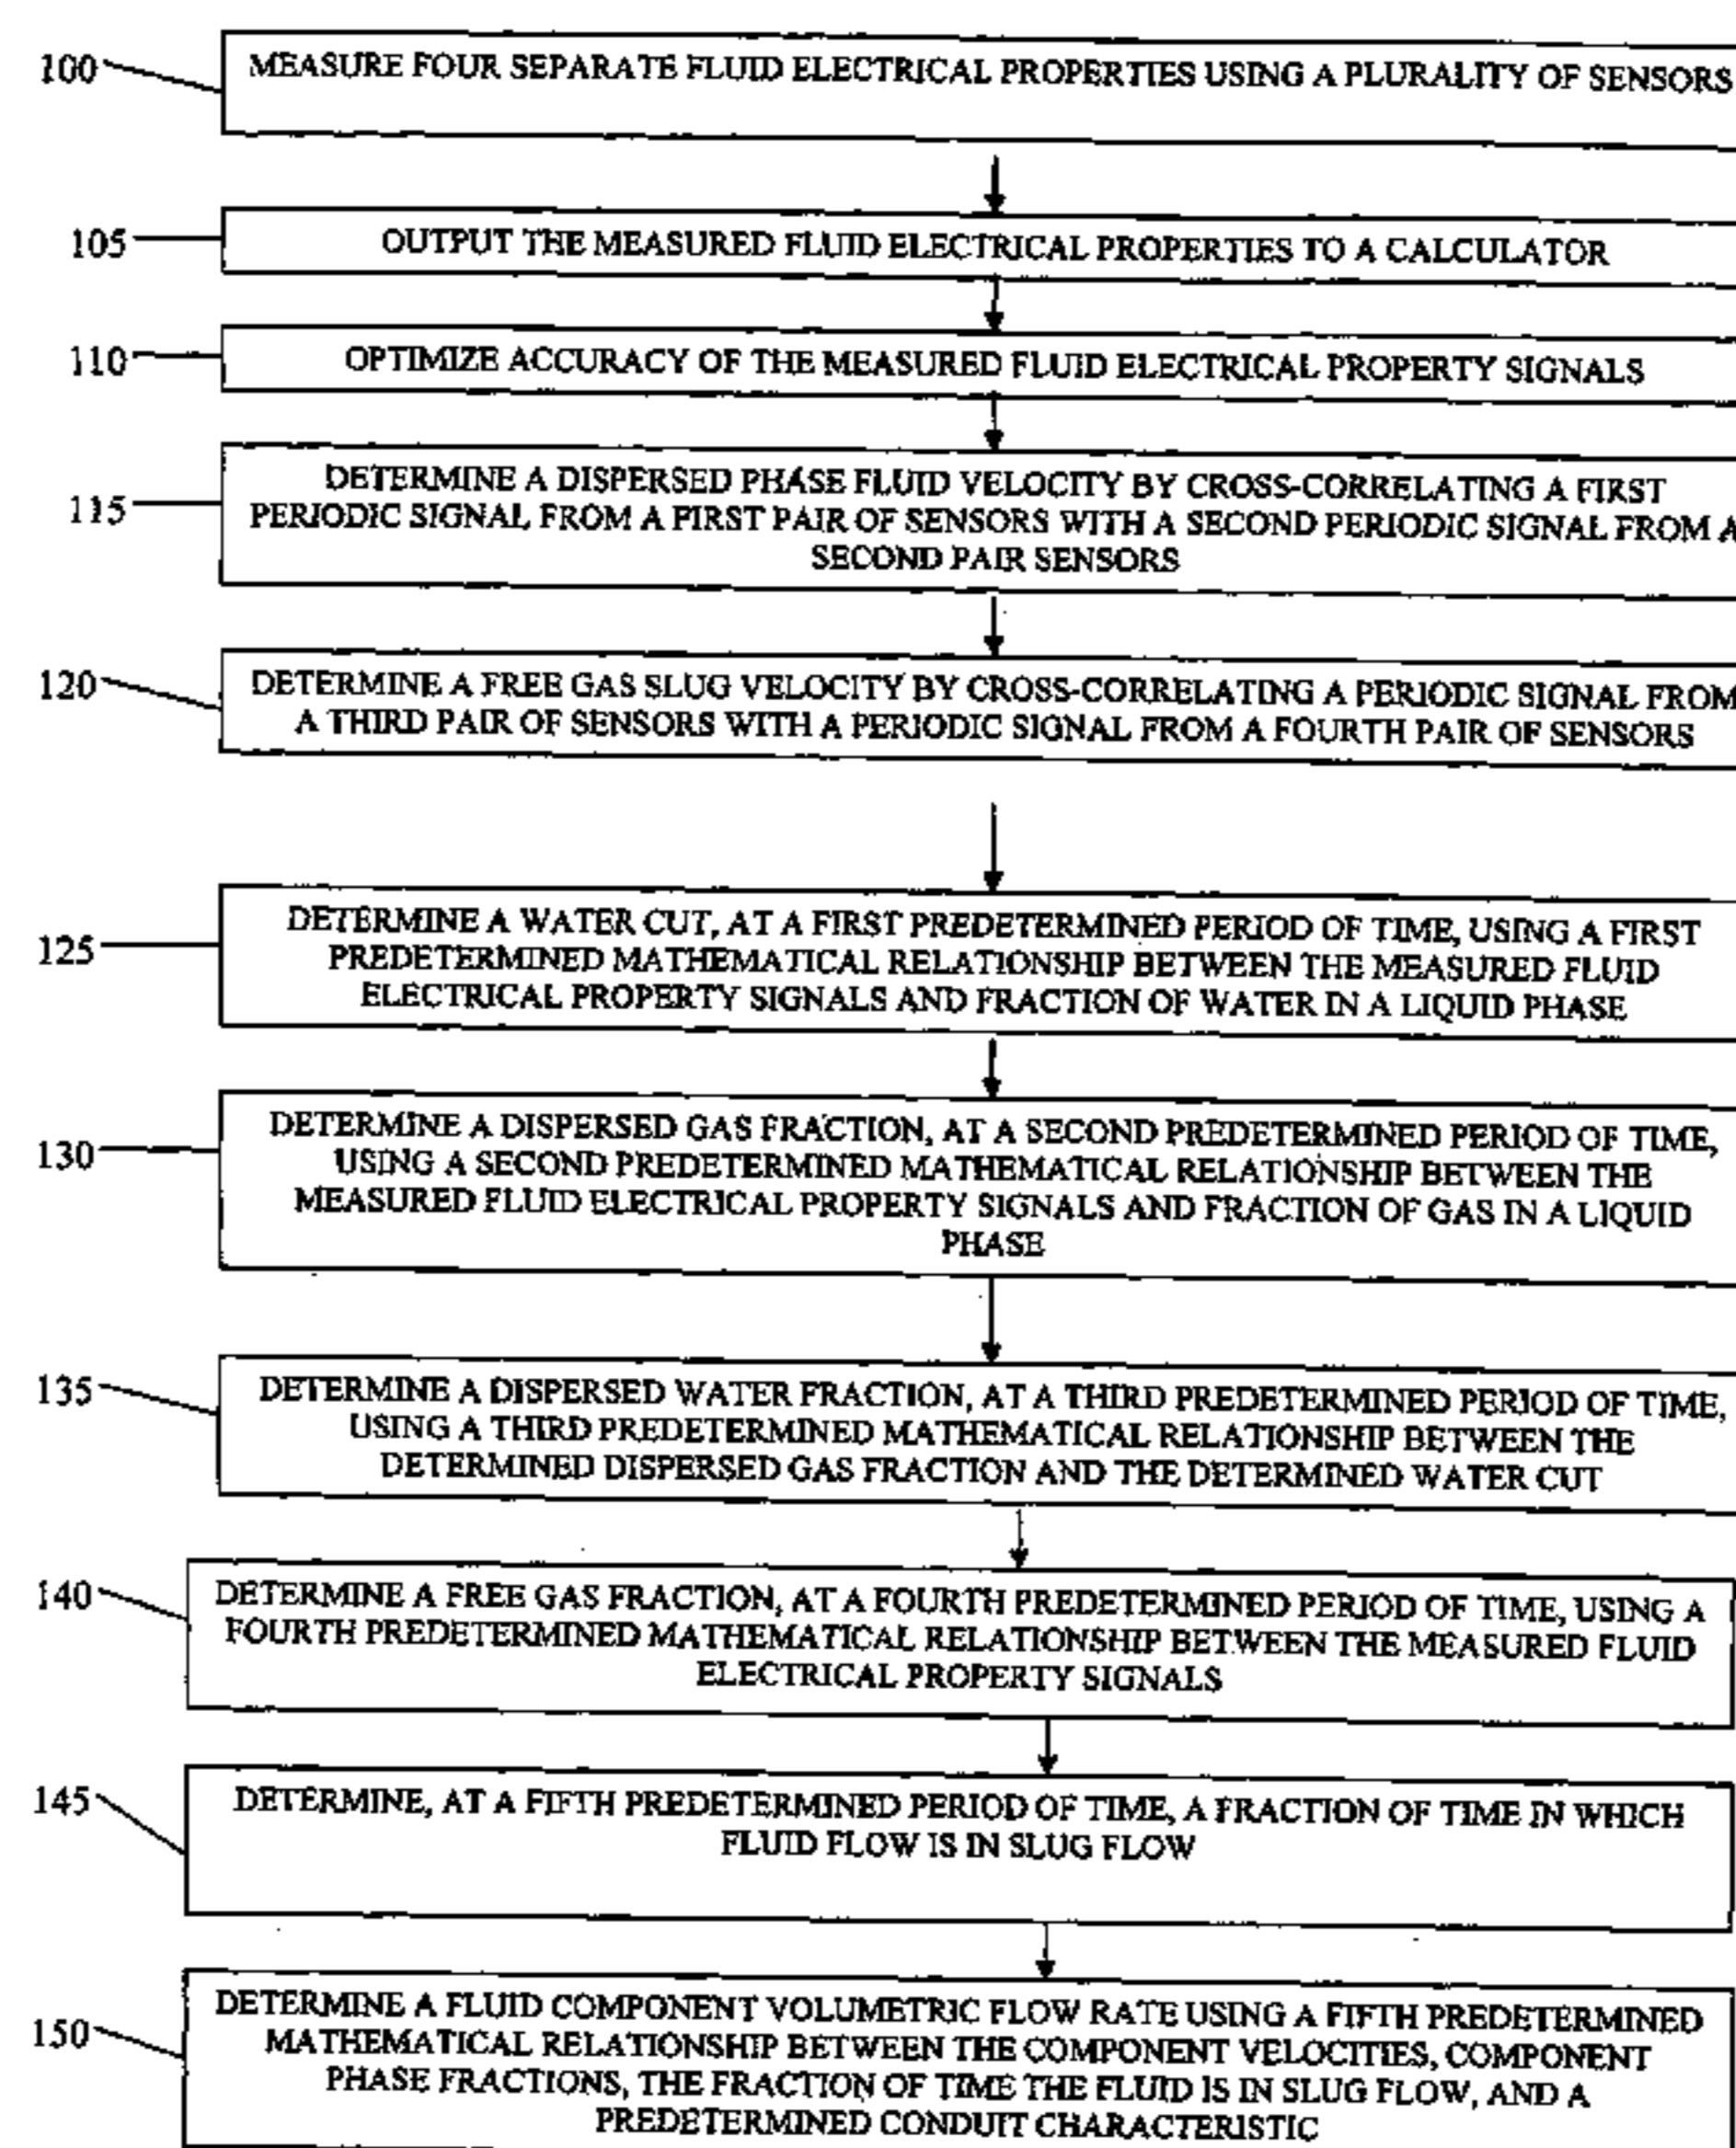 100
MEASURE FOUR SEPARATE FLUID ELECTRICAL PROPERTIES USING A PLURALITY OF SENSORS
105
OUTPUT THE MEASURED FLUID ELECTRICAL PROPERTIES TO A CALCULATOR
110
OPTIMIZE ACCURACY OF THE MEASURED FLUID ELECTRICAL PROPERTY SIGNALS
115
DETERMINE A DISPERSED PHASE FLUID VELOCITY BY CROSS-CORRELATING A FIRST
PERIODIC SIGNAL FROM A FIRST PAIR OF SENSORS WITH A SECOND PERIODIC SIGNAL FROM A
SECOND PAIR SENSORS
120
DETERMINE A FREE GAS SLUG VELOCITY BY CROSS-CORRELATING A PERIODIC SIGNAL FROM
A THIRD PAIR OF SENSORS WITH A PERIODIC SIGNAL FROM A FOURTH PAIR OF SENSORS
125
DETERMINE A WATER CUT, AT A FIRST PREDETERMINED PERIOD OF TIME, USING A FIRST
PREDETERMINED MATHEMATICAL RELATIONSHIP BETWEEN THE MEASURED FLUID
ELECTRICAL PROPERTY SIGNALS AND FRACTION OF WATER IN A LIQUID PHASE
130
DETERMINE A DISPERSED GAS FRACTION, AT A SECOND PREDETERMINED PERIOD OF TIME,
USING A SECOND PREDETERMINED MATHEMATICAL RELATIONSHIP BETWEEN THE
MEASURED FLUID ELECTRICAL PROPERTY SIGNALS AND FRACTION OF GAS IN A LIQUID
PHASE
135
DETERMINE A DISPERSED WATER FRACTION, AT A THIRD PREDETERMINED PERIOD OF TIME,
USING A THIRD PREDETERMINED MATHEMATICAL RELATIONSHIP BETWEEN THE
DETERMINED DISPERSED GAS FRACTION AND THE DETERMINED WATER CUT
140
DETERMINE A FREE GAS FRACTION, AT A FOURTH PREDETERMINED PERIOD OF TIME, USING A
FOURTH PREDETERMINED MATHEMATICAL RELATIONSHIP BETWEEN THE MEASURED FLUID
ELECTRICAL PROPERTY SIGNALS
145
DETERMINE, AT A FIFTH PREDETERMINED PERIOD OF TIME, A FRACTION OF TIME IN WHICH
FLUID FLOW IS IN SLUG FLOW
150
DETERMINE A FLUID COMPONENT VOLUMETRIC FLOW RATE USING A FIFTH PREDETERMINED
MATHEMATICAL RELATIONSHIP BETWEEN THE COMPONENT VELOCITIES, COMPONENT
PHASE FRACTIONS, THE FRACTION OF TIME THE FLUID IS IN SLUG FLOW, AND A
PREDETERMINED CONDUIT CHARACTERISTIC